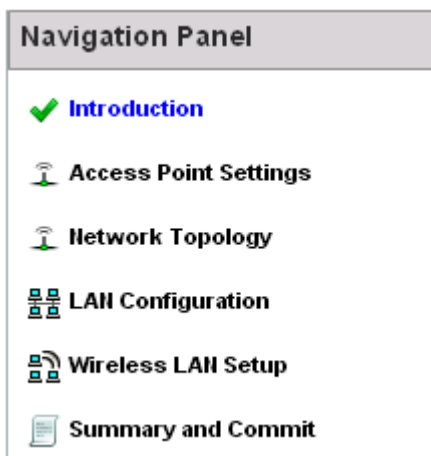 Navigation Panel
Introduction
Access Point Settings
Network Topology
LAN Configuration
Wireless LAN Setup
Summary and Commit